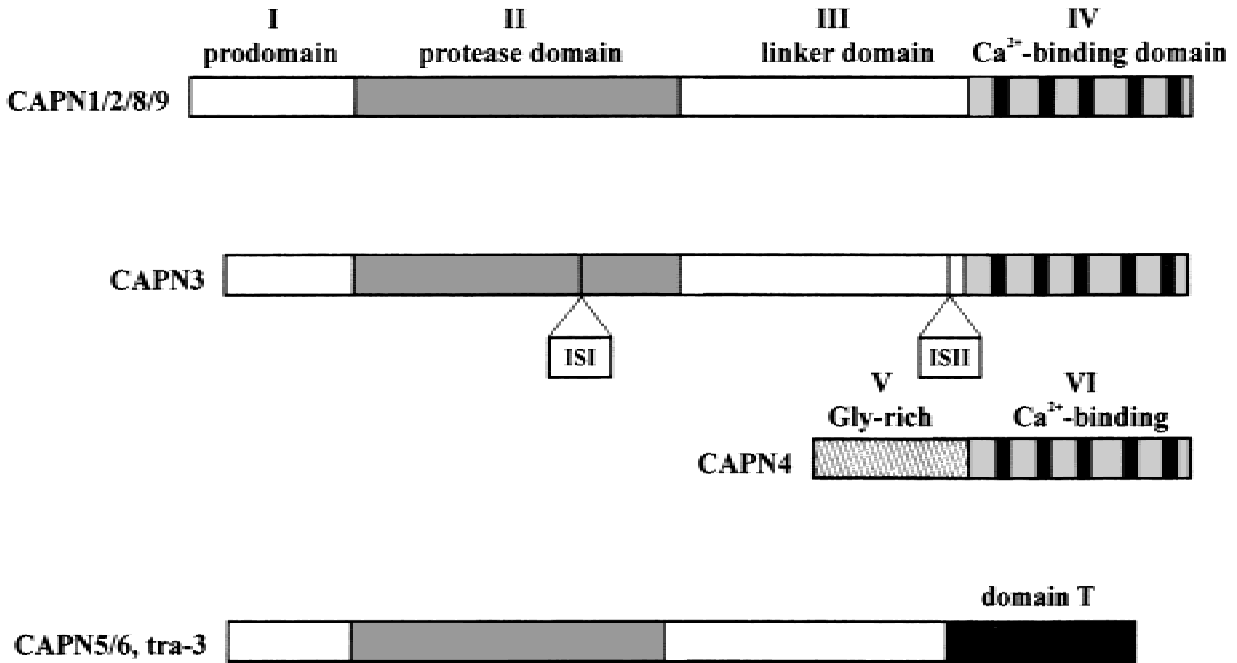 I II III IV
prodomain protease domain linker domain Ca²⁺-binding domain
CAPN1/2/8/9
CAPN3
ISI ISII
V VI
Gly-rich Ca²⁺-binding
CAPN4
domain T
CAPN5/6, tra-3